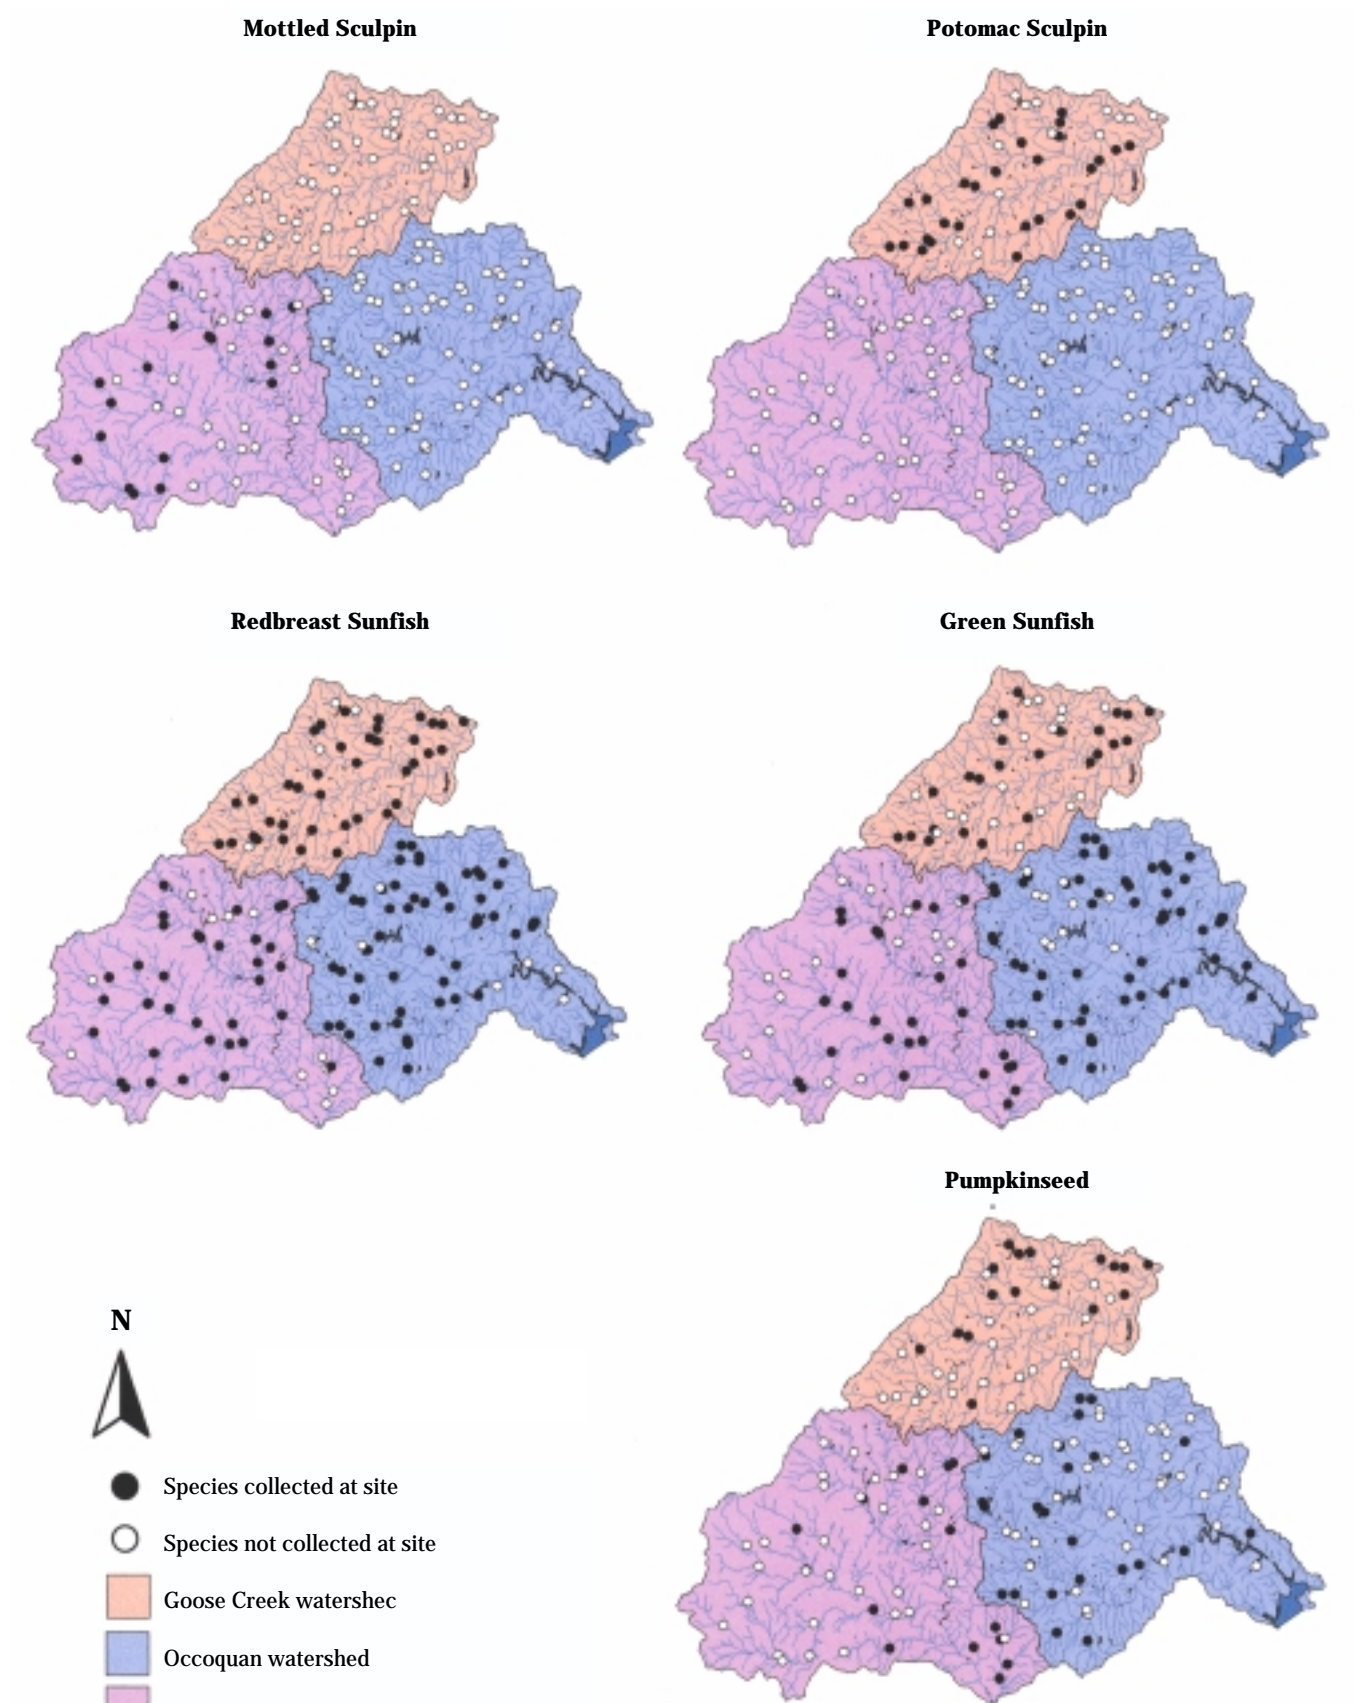 Mottled Sculpin
Potomac Sculpin
Redbreast Sunfish
Green Sunfish
Pumpkinseed
N
Species collected at site
Species not collected at site
Goose Creek watershec
Occoquan watershed